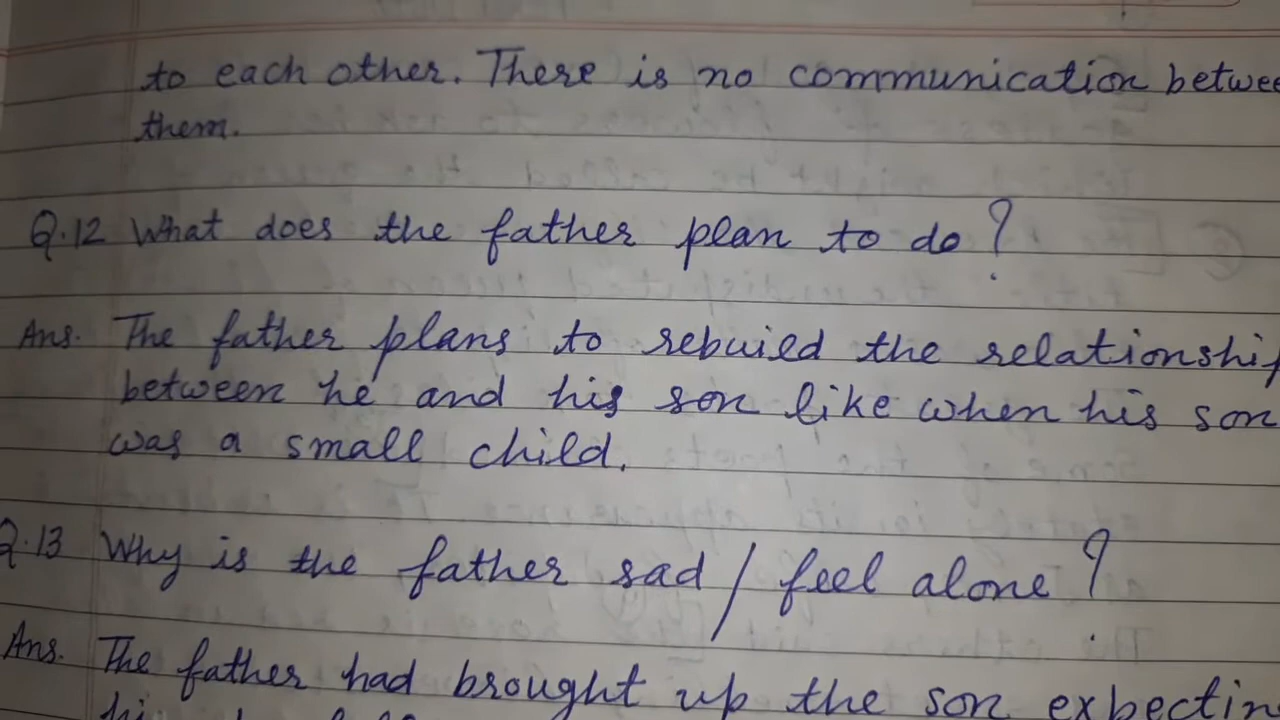 to each other. There is no communication betwee
them.
Q.12 What does the father plan to do?
Ans. The father plans to rebuied the relationship
between he and his son like when his son
was a small child.
Q.13 Why is the father sad / feel alone?
Ans. The father had brought up the son expectin